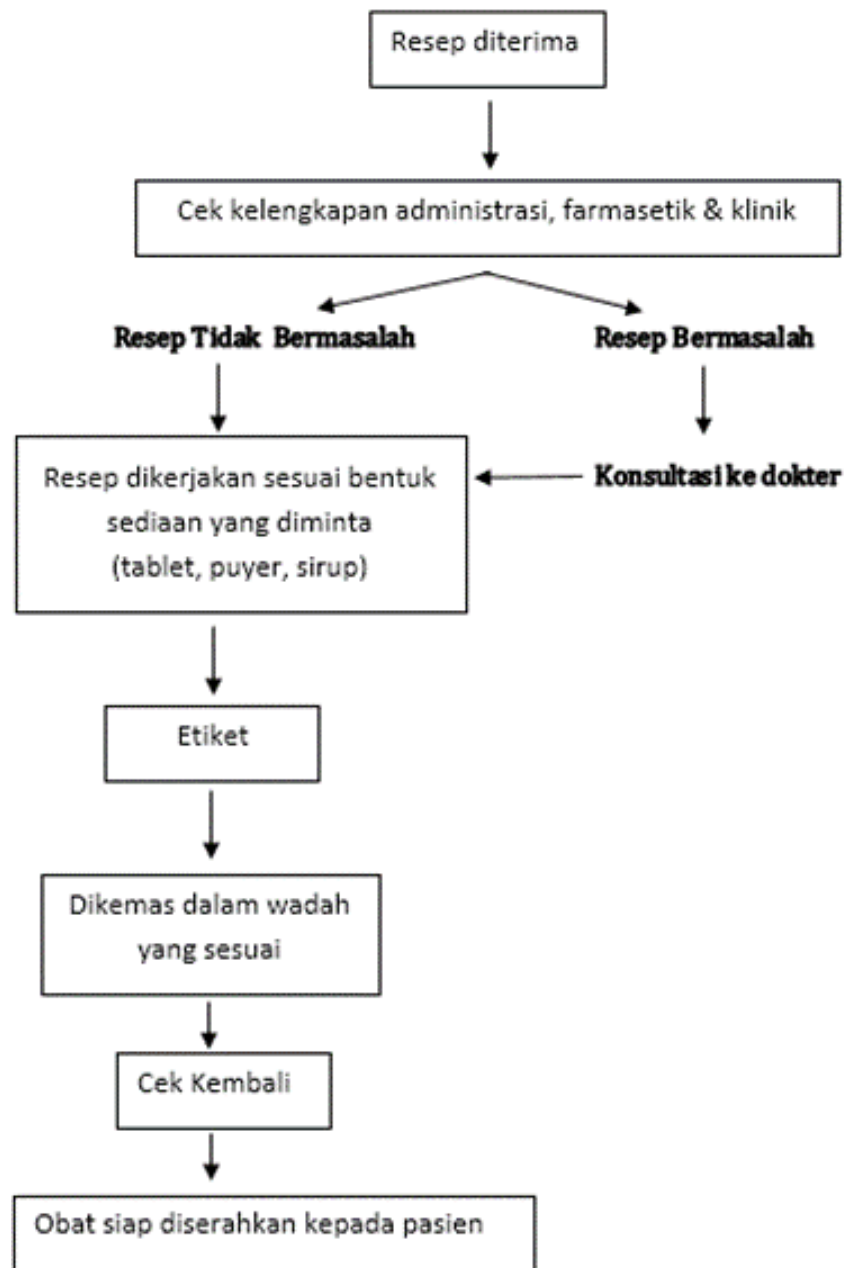 Resep diterima
Cek kelengkapan administrasi, farmasetik & klinik
Resep Tidak Bermasalah
Resep Bermasalah
Resep dikerjakan sesuai bentuk
sediaan yang diminta
(tablet, puyer, sirup)
Konsultasi ke dokter
Etiket
Dikemas dalam wadah
yang sesuai
Cek Kembali
Obat siap diserahkan kepada pasien